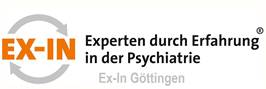 EX-IN
Experten durch Erfahrung®
in der Psychiatrie
Ex-In Göttingen